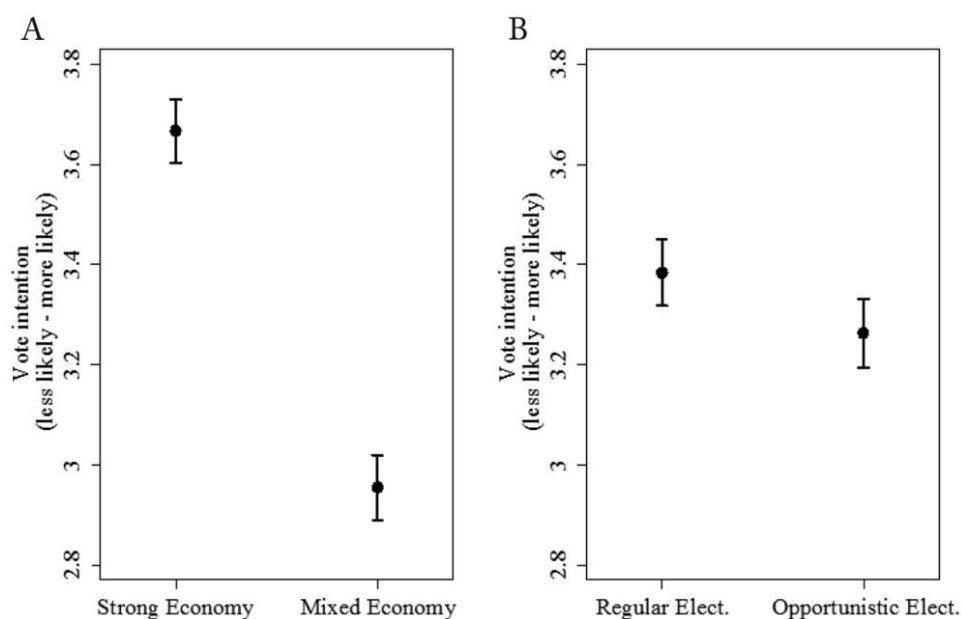 A
Vote intention
(less likely - more likely)
3.8
3.6
3.4
3.2
3
2.8
Strong Economy
Mixed Economy
B
Vote intention
(less likely - more likely)
3.8
3.6
3.4
3.2
3
2.8
Regular Elect.
Opportunistic Elect.